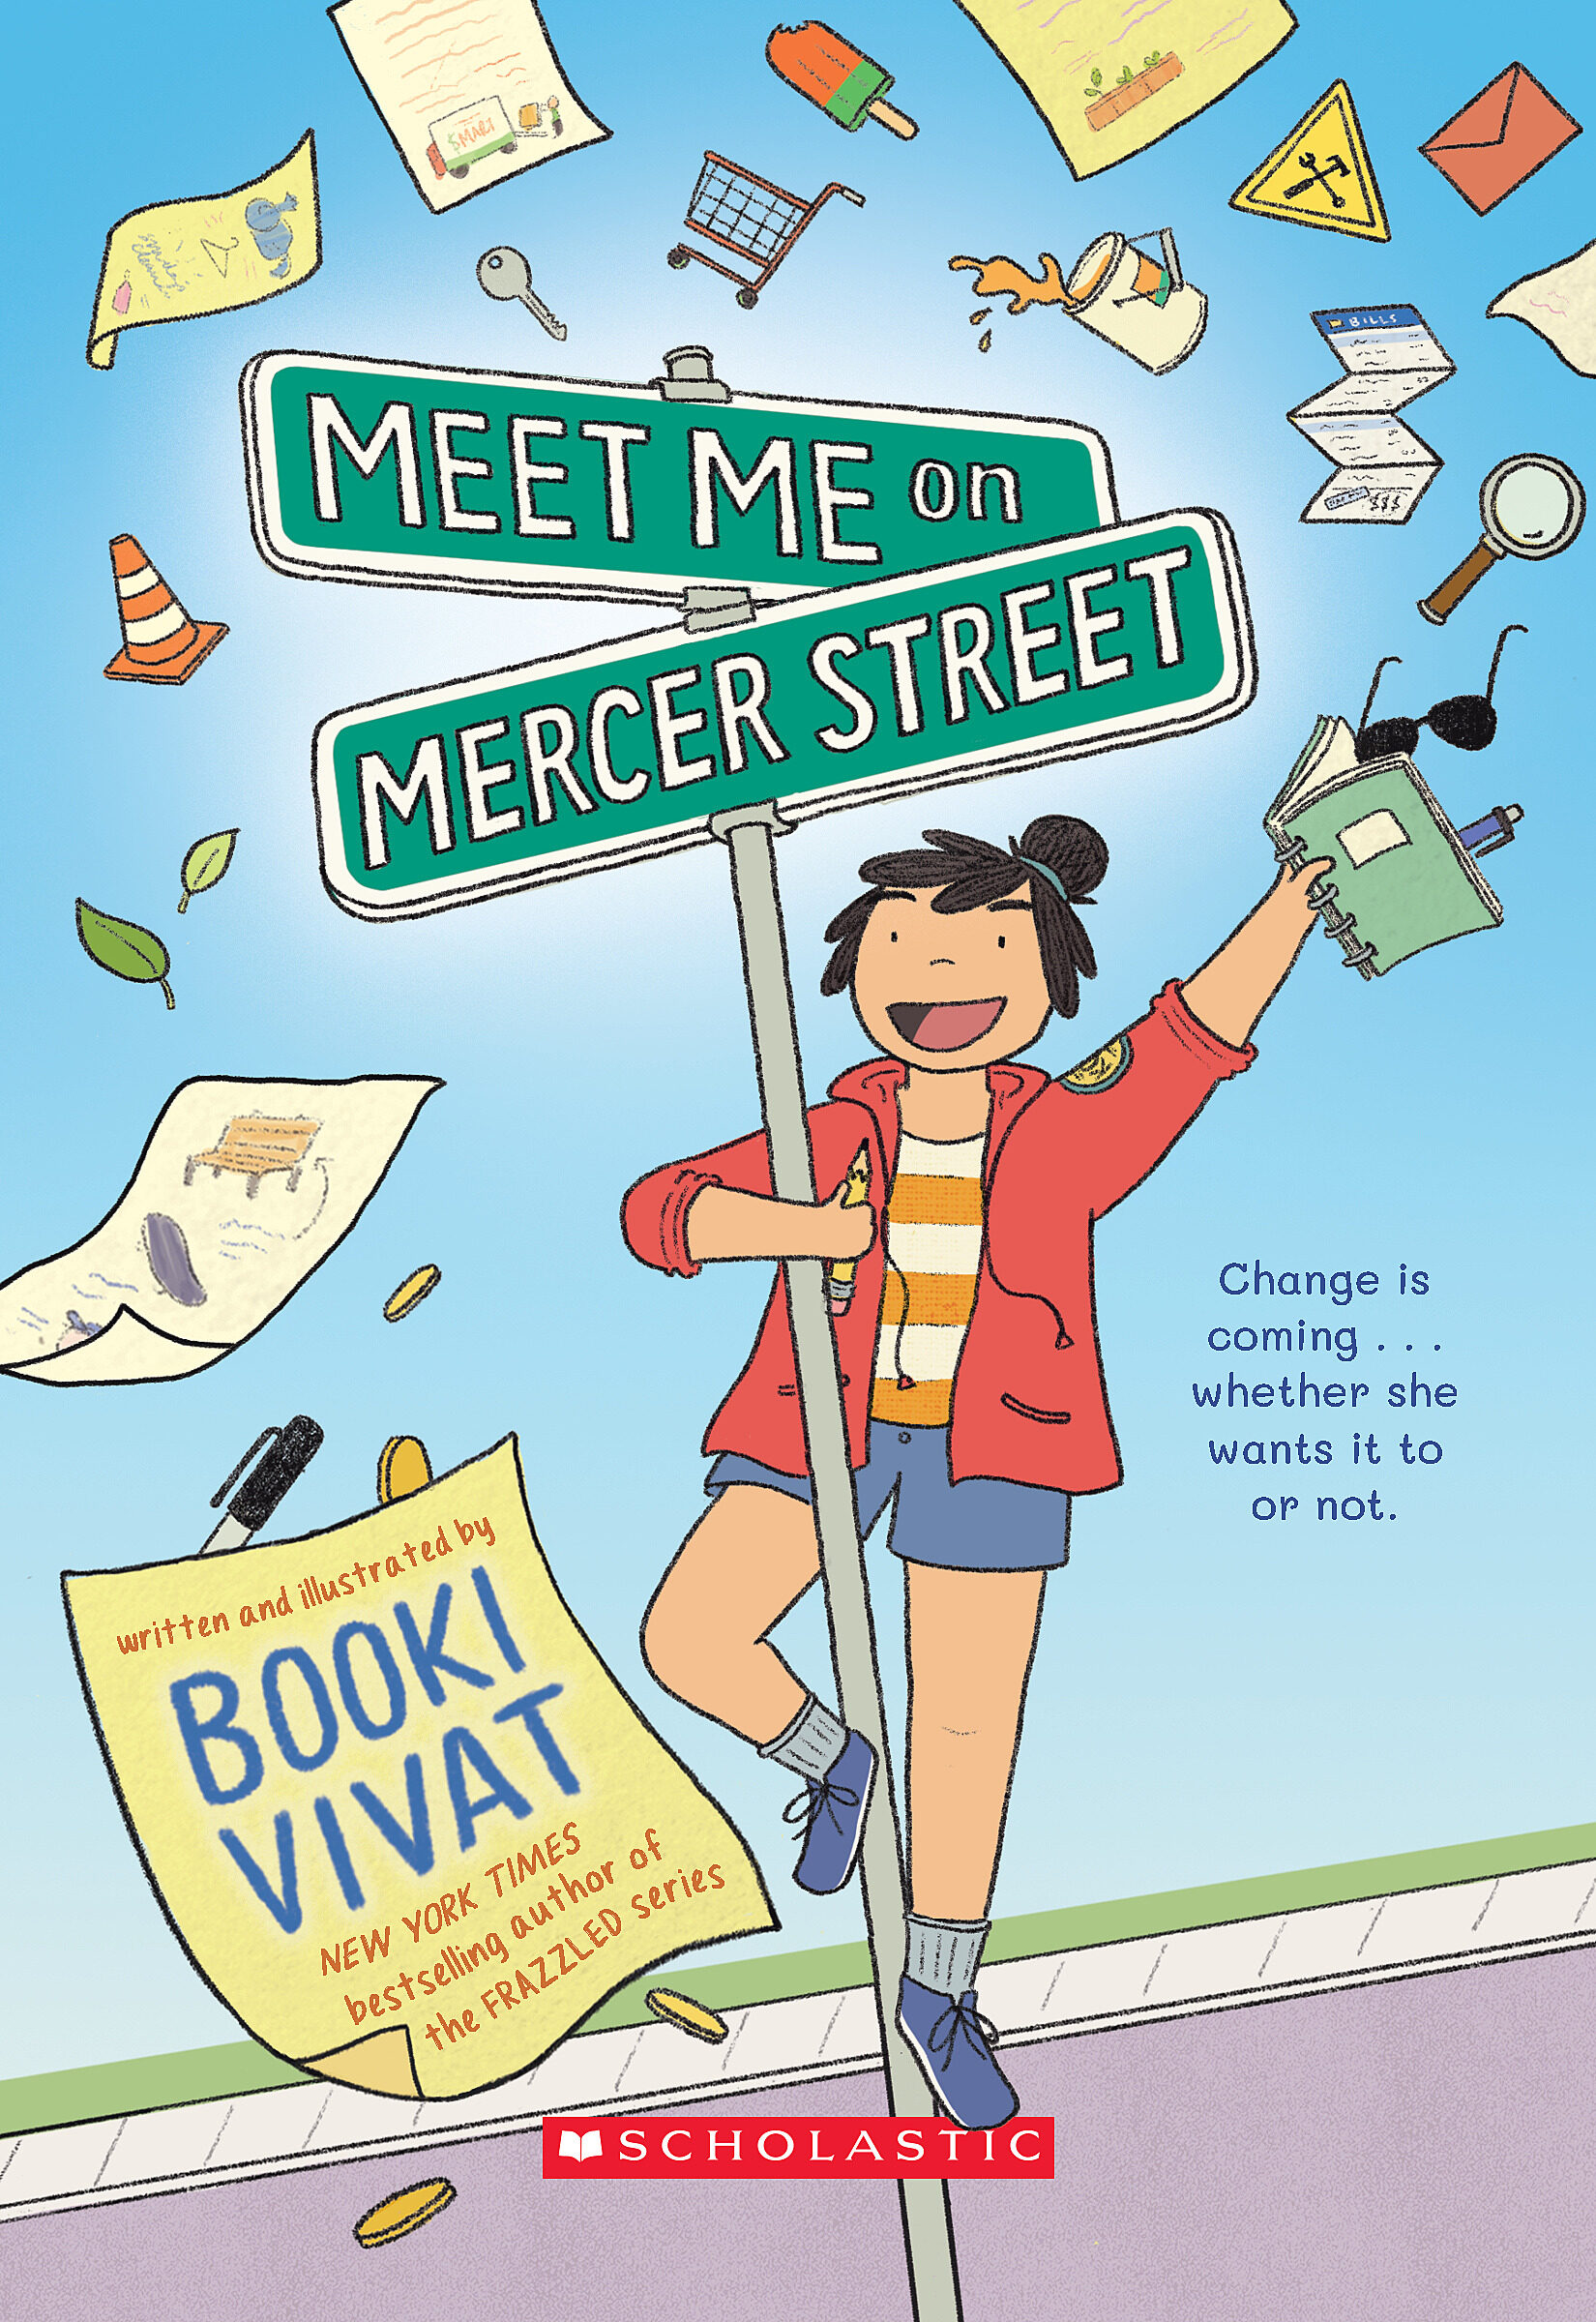 $MART
BILLS
$$$
MEET ME on
MERCER STREET
Change is
coming . . .
whether she
wants it to
or not.
written and illustrated by
BOOKI
VIVAT
NEW YORK TIMES
bestselling author of
the FRAZZLED series
SCHOLASTIC